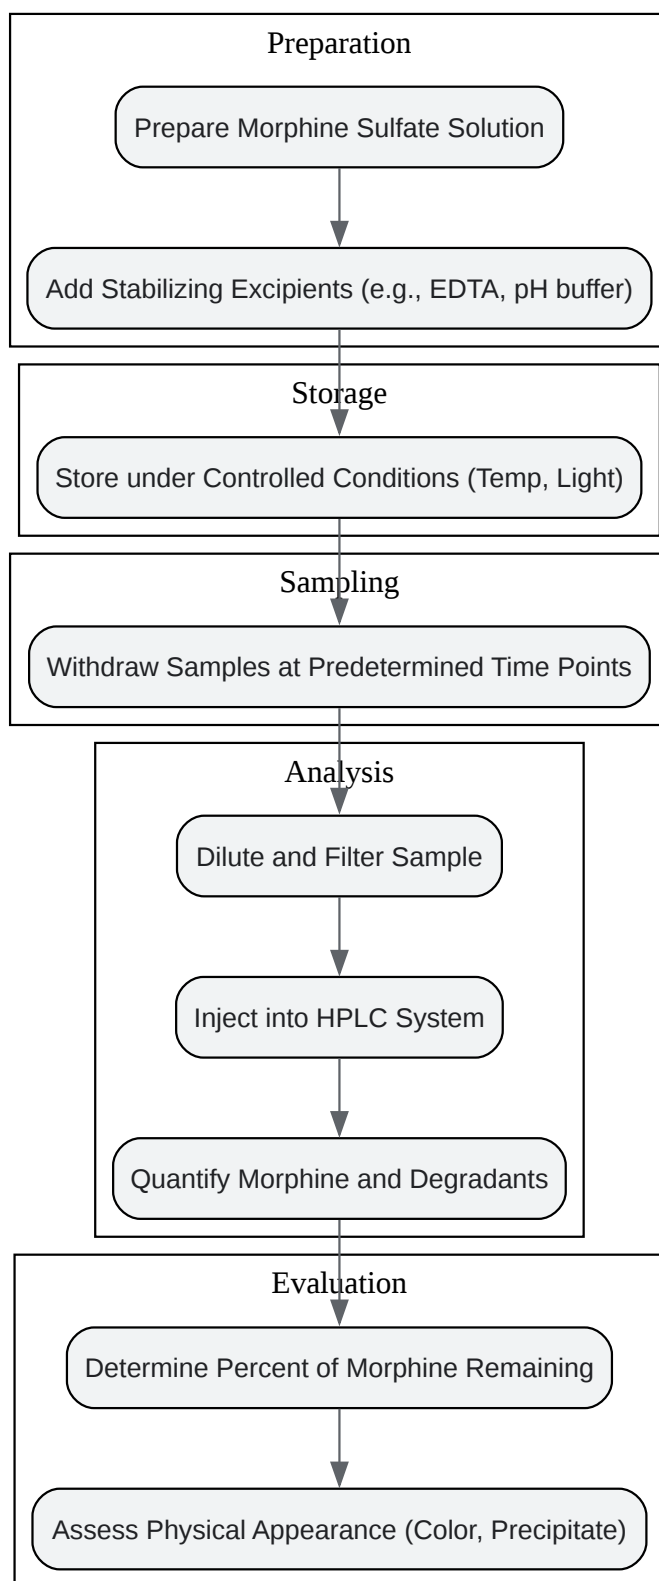 Preparation
Prepare Morphine Sulfate Solution
Add Stabilizing Excipients (e.g., EDTA, pH buffer)
Storage
Store under Controlled Conditions (Temp, Light)
Sampling
Withdraw Samples at Predetermined Time Points
Analysis
Dilute and Filter Sample
Inject into HPLC System
Quantify Morphine and Degradants
Evaluation
Determine Percent of Morphine Remaining
Assess Physical Appearance (Color, Precipitate)